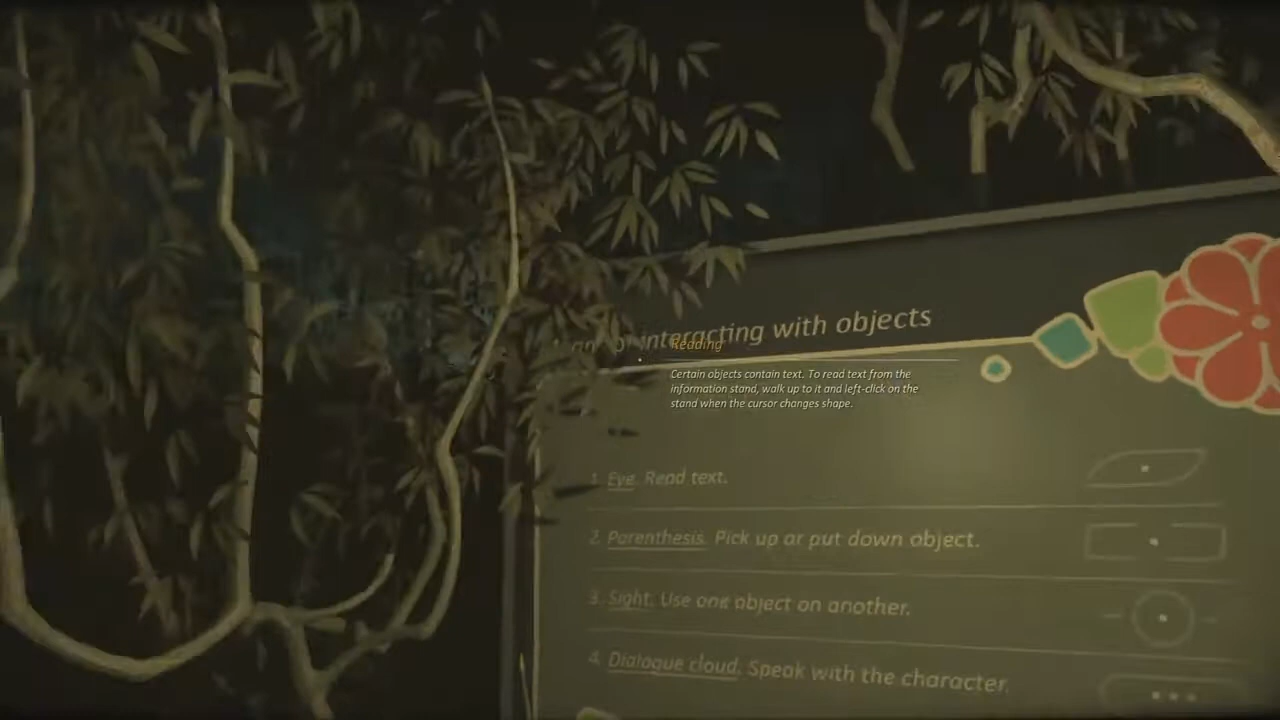 interacting with objects
Reading
Certain objects contain text. To read text from the
information stand, walk up to it and left-click on the
stand when the cursor changes shape.
1. Eye. Read text.
2. Parenthesis. Pick up or put down object.
3. Sight. Use one object on another.
4. Dialogue cloud. Speak with the character.